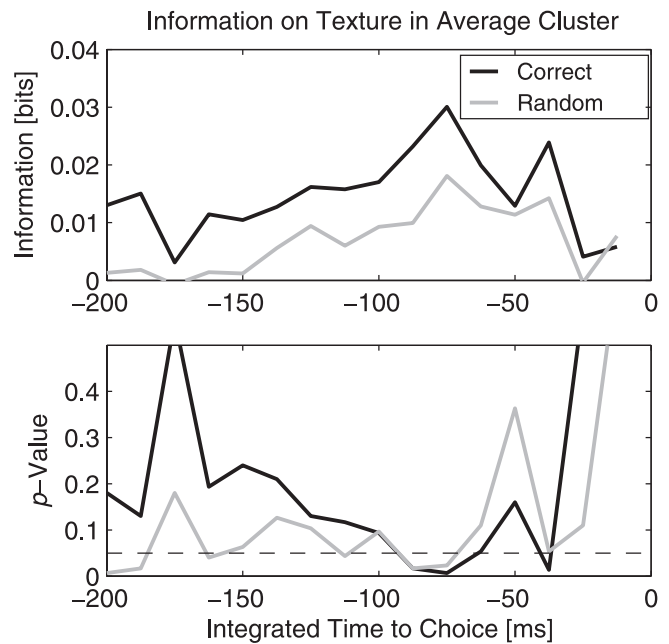 Information on Texture in Average Cluster
Information [bits]
0.04
0.03
0.02
0.01
0
Correct
Random
−200 −150 −100 −50 0
p–Value
0.4
0.3
0.2
0.1
0
−200 −150 −100 −50 0
Integrated Time to Choice [ms]